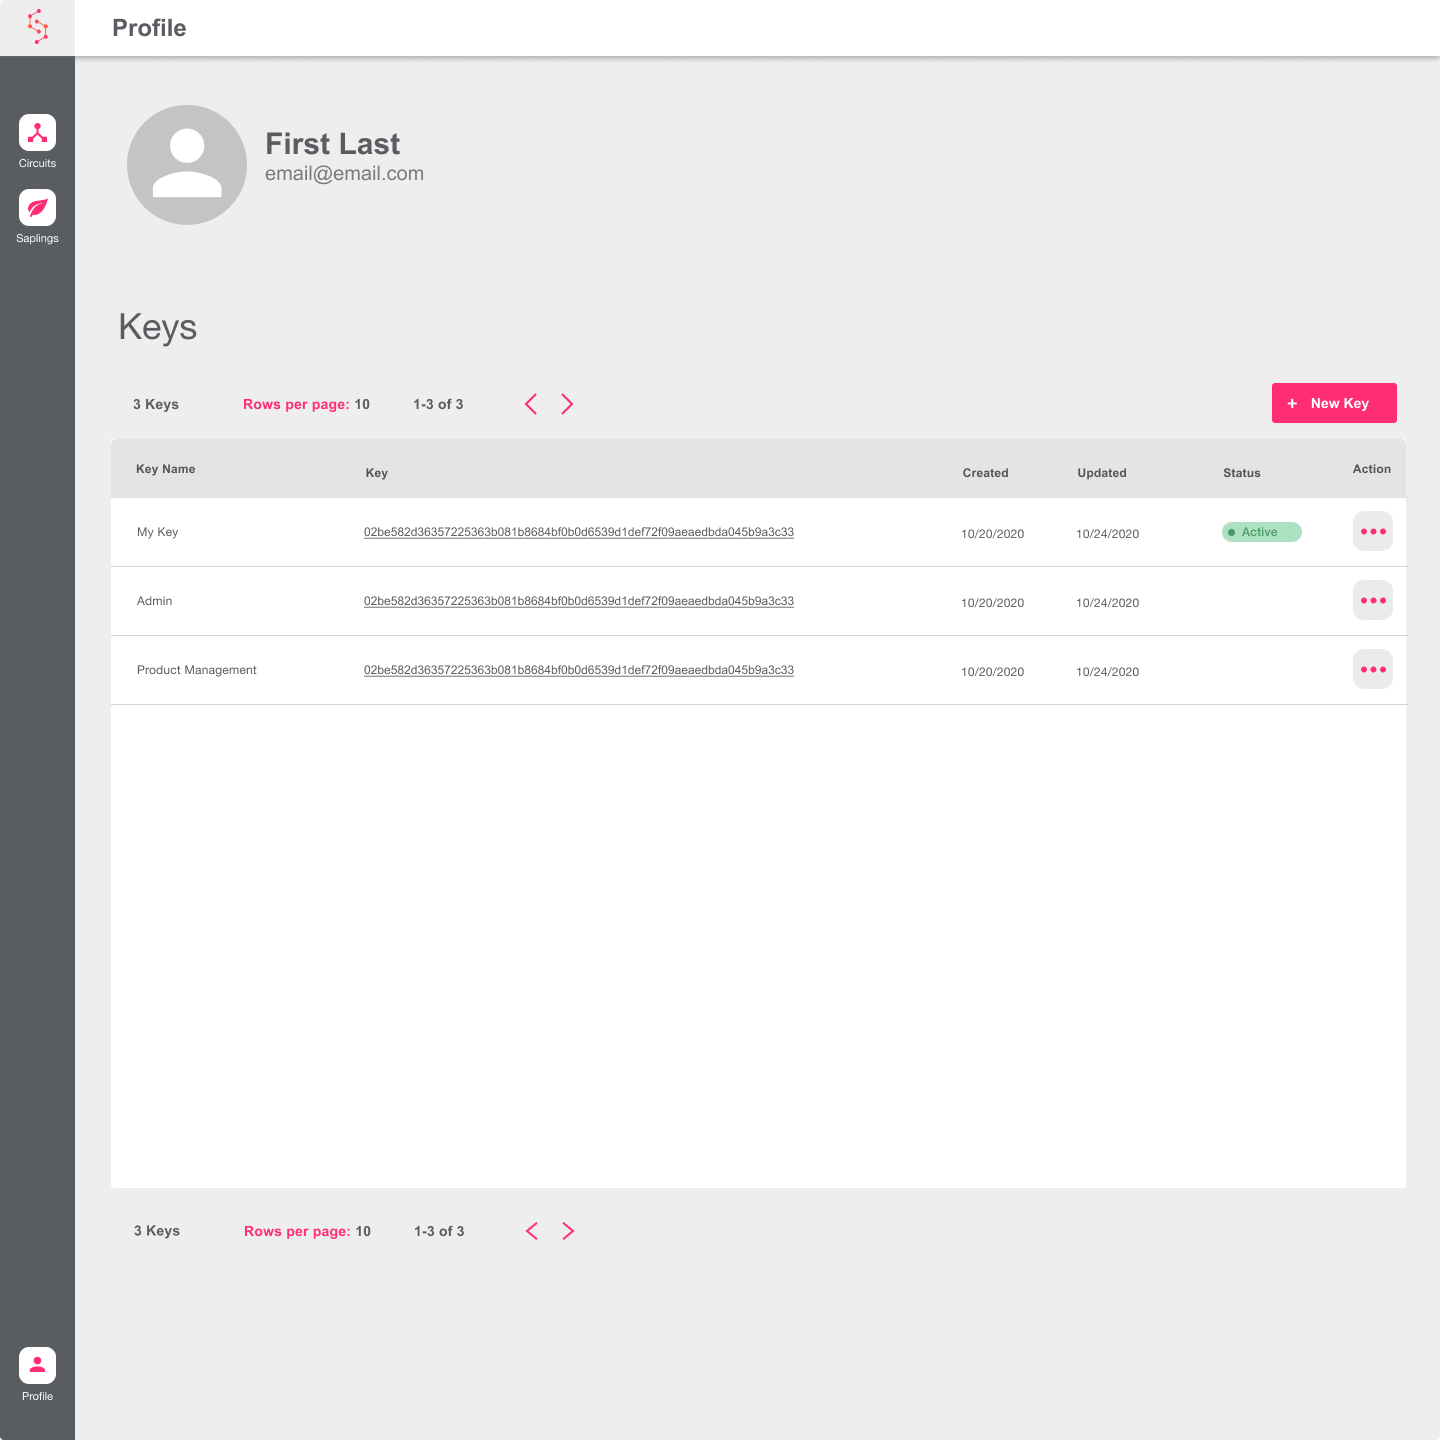 Profile
Circuits
Saplings
First Last
email@email.com
Keys
3 Keys Rows per page: 10 1-3 of 3 + New Key
Key Name Key Created Updated Status Action
My Key 02be582d36357225363b081b8684bf0b0d6539d1def72f09aeaedbda045b9a3c33 10/20/2020 10/24/2020 Active
Admin 02be582d36357225363b081b8684bf0b0d6539d1def72f09aeaedbda045b9a3c33 10/20/2020 10/24/2020
Product Management 02be582d36357225363b081b8684bf0b0d6539d1def72f09aeaedbda045b9a3c33 10/20/2020 10/24/2020
3 Keys Rows per page: 10 1-3 of 3
Profile